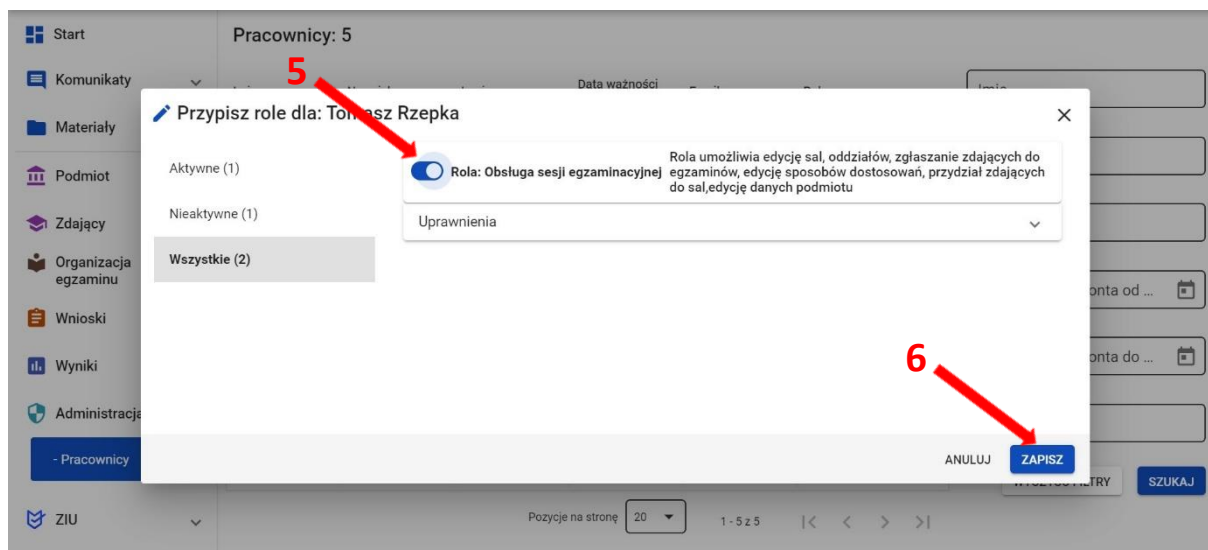 Start
Komunikaty
Materiały
Podmiot
Zdający
Organizacja
egzaminu
Wnioski
Wyniki
Administracja
- Pracownicy
ZIU
Pracownicy: 5
5
Data ważności
Przypisz role dla: Tomasz Rzepka
Aktywne (1)
Nieaktywne (1)
Wszystkie (2)
Rola: Obsługa sesji egzaminacyjnej
Rola umożliwia edycję sal, oddziałów, zgłaszanie zdających do
egzaminów, edycję sposobów dostosowań, przydział zdających
do sal,edycję danych podmiotu
Uprawnienia
onta od ...
onta do ...
6
ANULUJ
ZAPISZ
SZUKAJ
Pozycje na stronę
20
1 - 5 z 5
|< < > >|